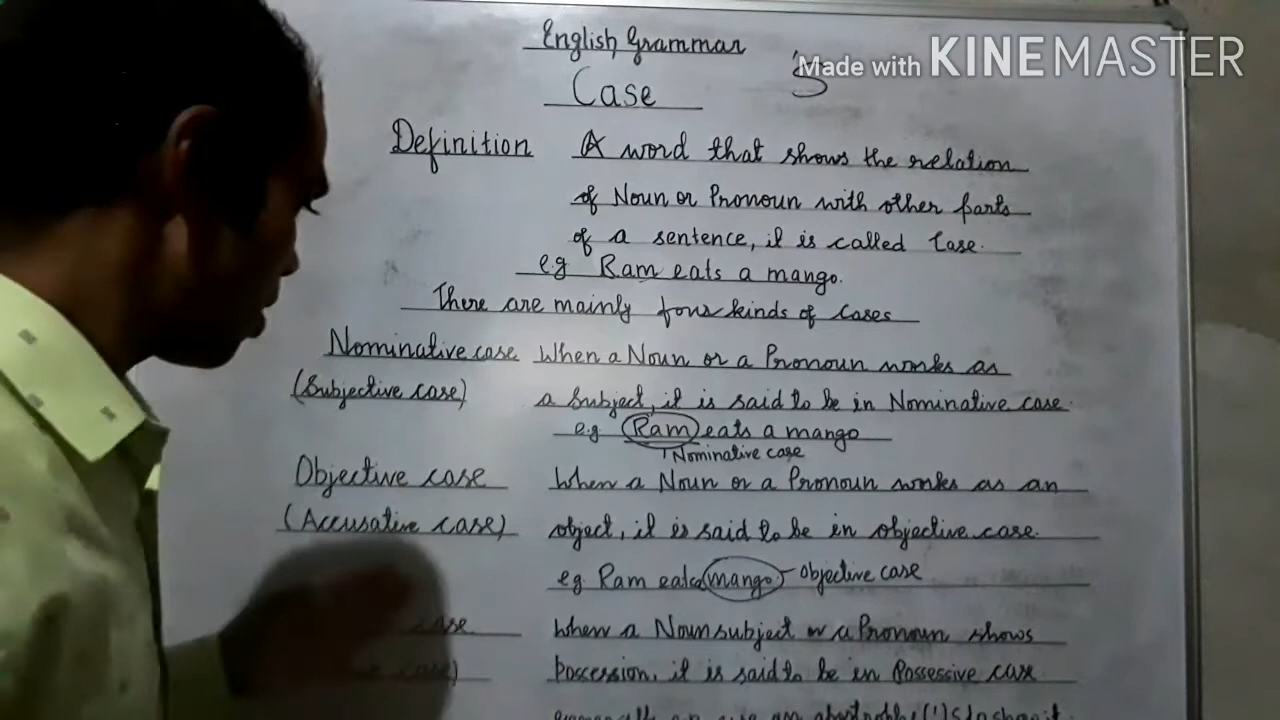 English Grammar
's
Made with KINEMASTER
Case
Definition A word that shows the relation
of Noun or Pronoun with other parts
of a sentence, it is called Case.
eg Ram eats a mango.
There are mainly four kinds of cases
Nominative case When a Noun or a Pronoun works as
(Subjective case) a Subject, it is said to be in Nominative case.
e.g Ram eats a mango
Nominative case
Objective case When a Noun or a Pronoun works as an
(Accusative case) object, it is said to be in objective case.
eg Ram eats mango - Objective case
case When a Noun subject or a Pronoun shows
case) Possession, it is said to be in Possessive case